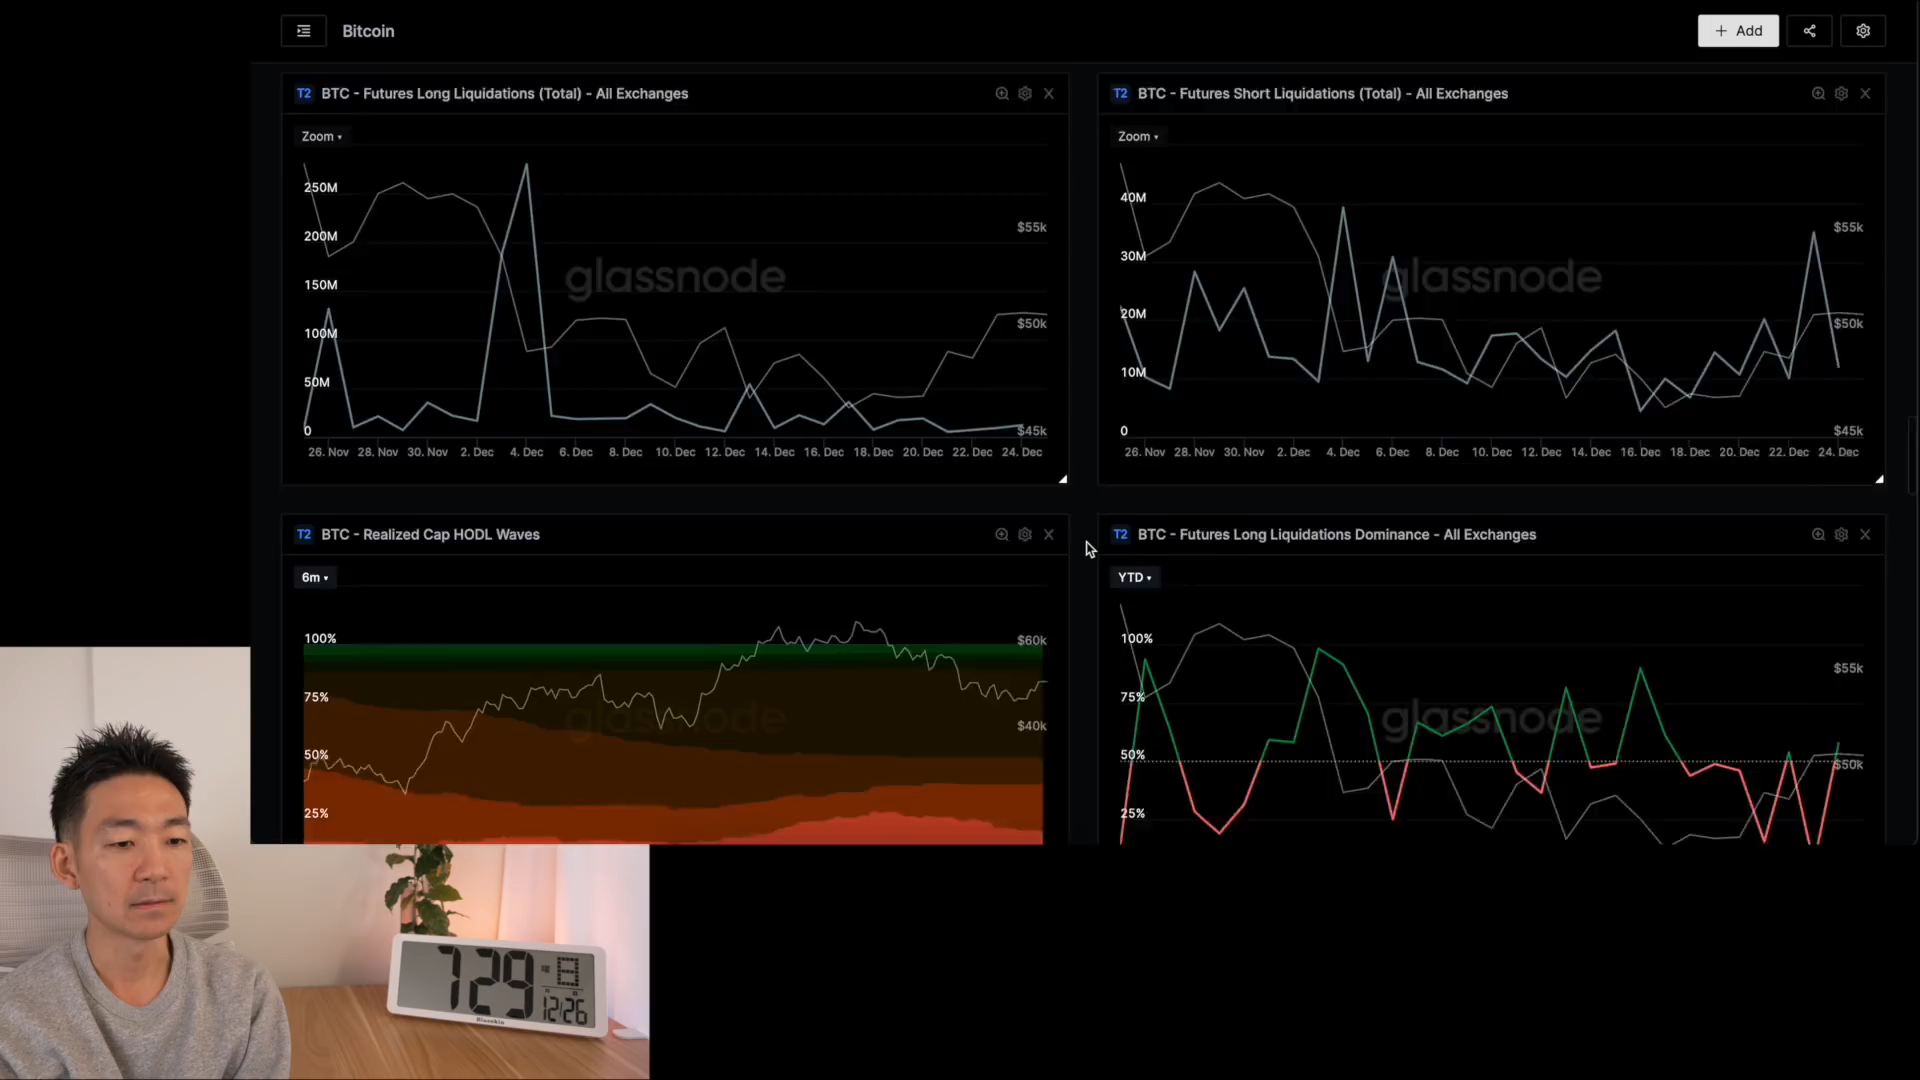 Bitcoin
+ Add
T2 BTC - Futures Long Liquidations (Total) - All Exchanges
Zoom
250M
200M
150M
100M
50M
0
$55k
$50k
$45k
glassnode
26. Nov 28. Nov 30. Nov 2. Dec 4. Dec 6. Dec 8. Dec 10. Dec 12. Dec 14. Dec 16. Dec 18. Dec 20. Dec 22. Dec 24. Dec
T2 BTC - Futures Short Liquidations (Total) - All Exchanges
Zoom
40M
30M
20M
10M
0
$55k
$50k
$45k
glassnode
26. Nov 28. Nov 30. Nov 2. Dec 4. Dec 6. Dec 8. Dec 10. Dec 12. Dec 14. Dec 16. Dec 18. Dec 20. Dec 22. Dec 24. Dec
T2 BTC - Realized Cap HODL Waves
6m
100%
75%
50%
25%
$60k
$40k
glassnode
T2 BTC - Futures Long Liquidations Dominance - All Exchanges
YTD
100%
75%
50%
25%
$55k
$50k
glassnode
729
日
12/26